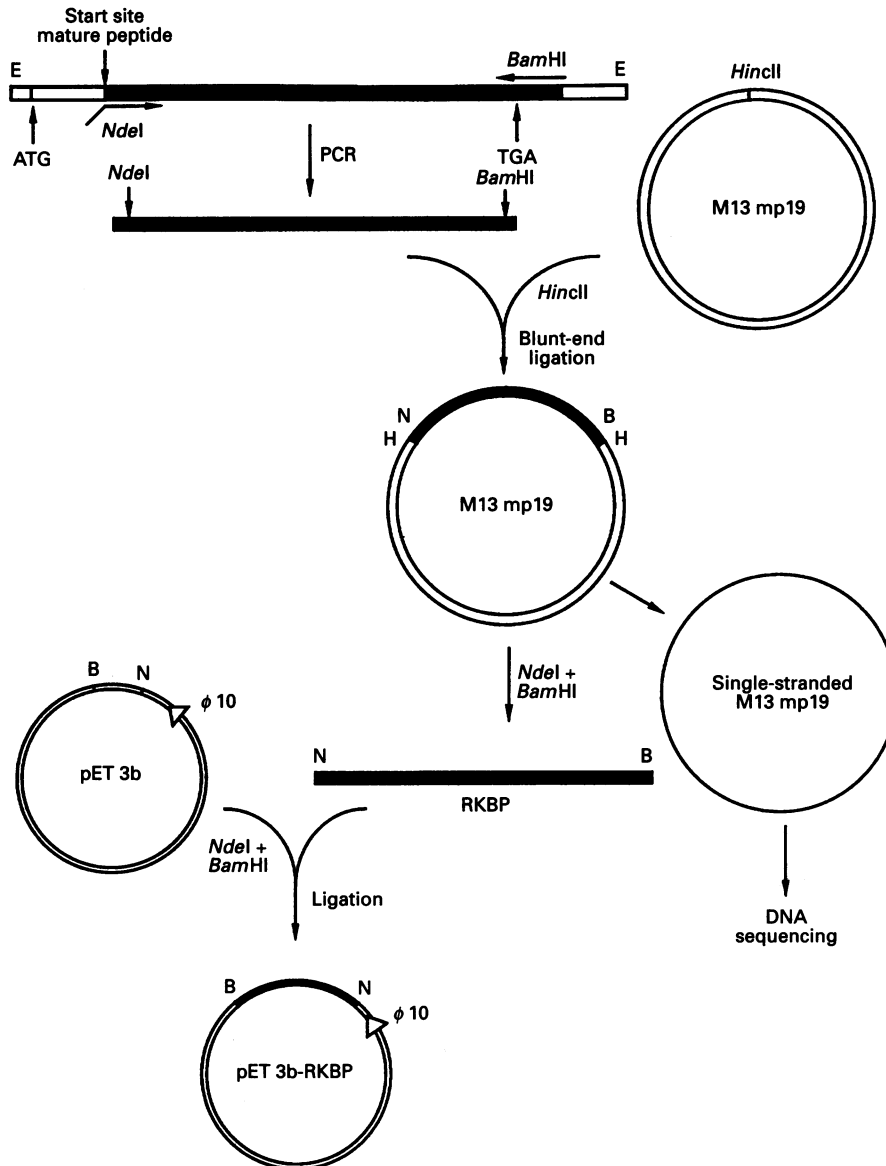 Start site
mature peptide
E
BamHI
E
HincII
NdeI
ATG
PCR
TGA
NdeI
BamHI
M13 mp19
HincII
Blunt-end
ligation
N
B
H
H
M13 mp19
NdeI +
BamHI
Single-stranded
M13 mp19
B
N
φ 10
pET 3b
N
B
RKBP
NdeI +
BamHI
Ligation
DNA
sequencing
B
N
φ 10
pET 3b-RKBP